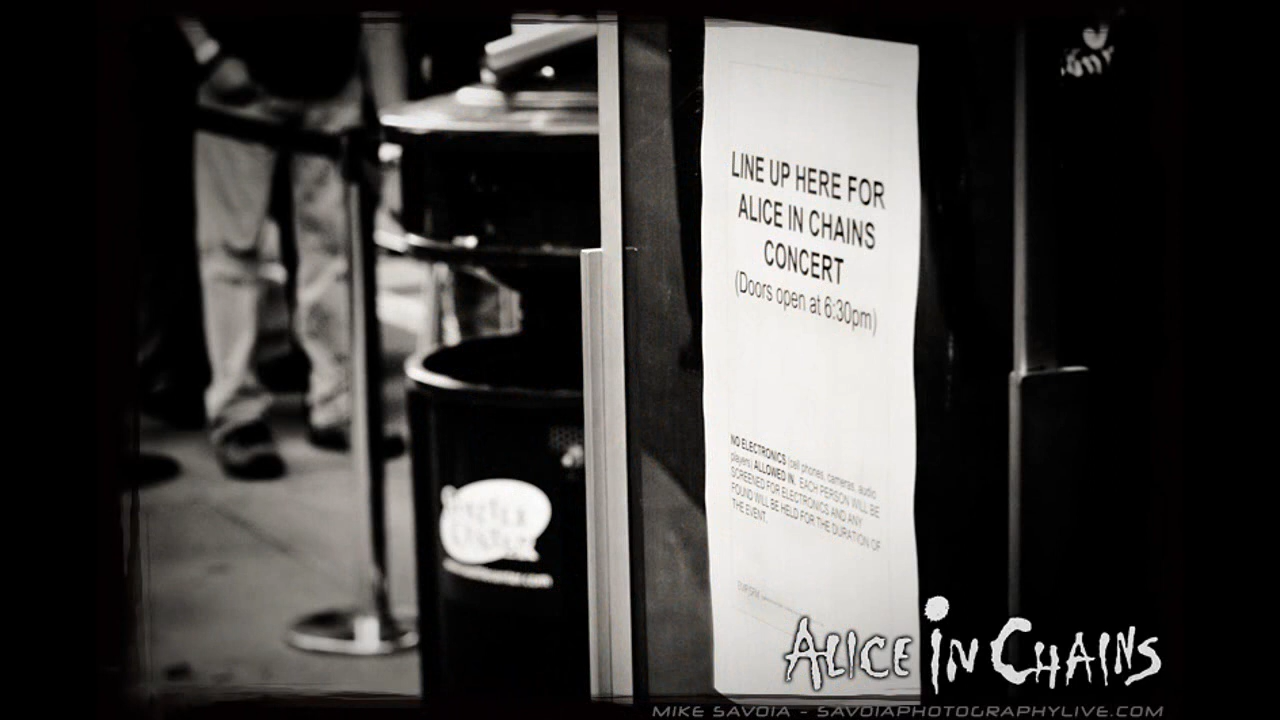 LINE UP HERE FOR
ALICE IN CHAINS
CONCERT
(Doors open at 6:30pm)
NO ELECTRONICS (cell phones, cameras, audio
players) ALLOWED IN. EACH PERSON WILL BE
SCREENED FOR ELECTRONICS AND ANY
FOUND WILL BE HELD FOR THE DURATION OF
THE EVENT.
ALICE IN CHAINS
MIKE SAVOIA - SAVOIAPHOTOGRAPHYLIVE.COM